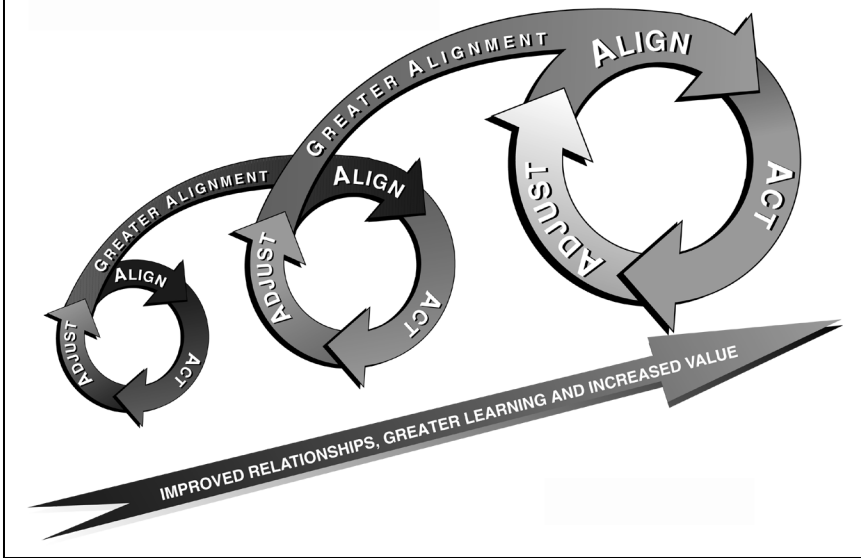 ALIGN
ACT
ADJUST
GREATER ALIGNMENT
ALIGN
ACT
ADJUST
GREATER ALIGNMENT
ALIGN
ACT
ADJUST
IMPROVED RELATIONSHIPS, GREATER LEARNING AND INCREASED VALUE